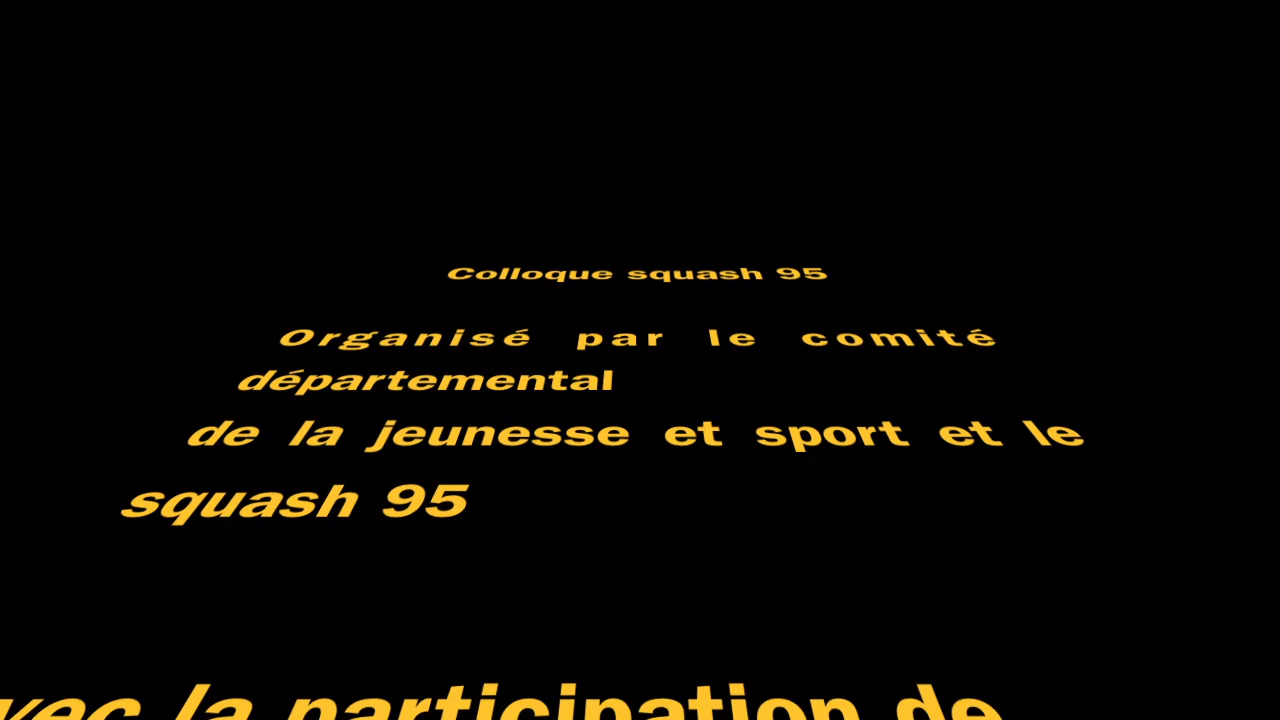 Colloque squash 95
Organisé par le comité
départemental
de la jeunesse et sport et le
squash 95
la participation de